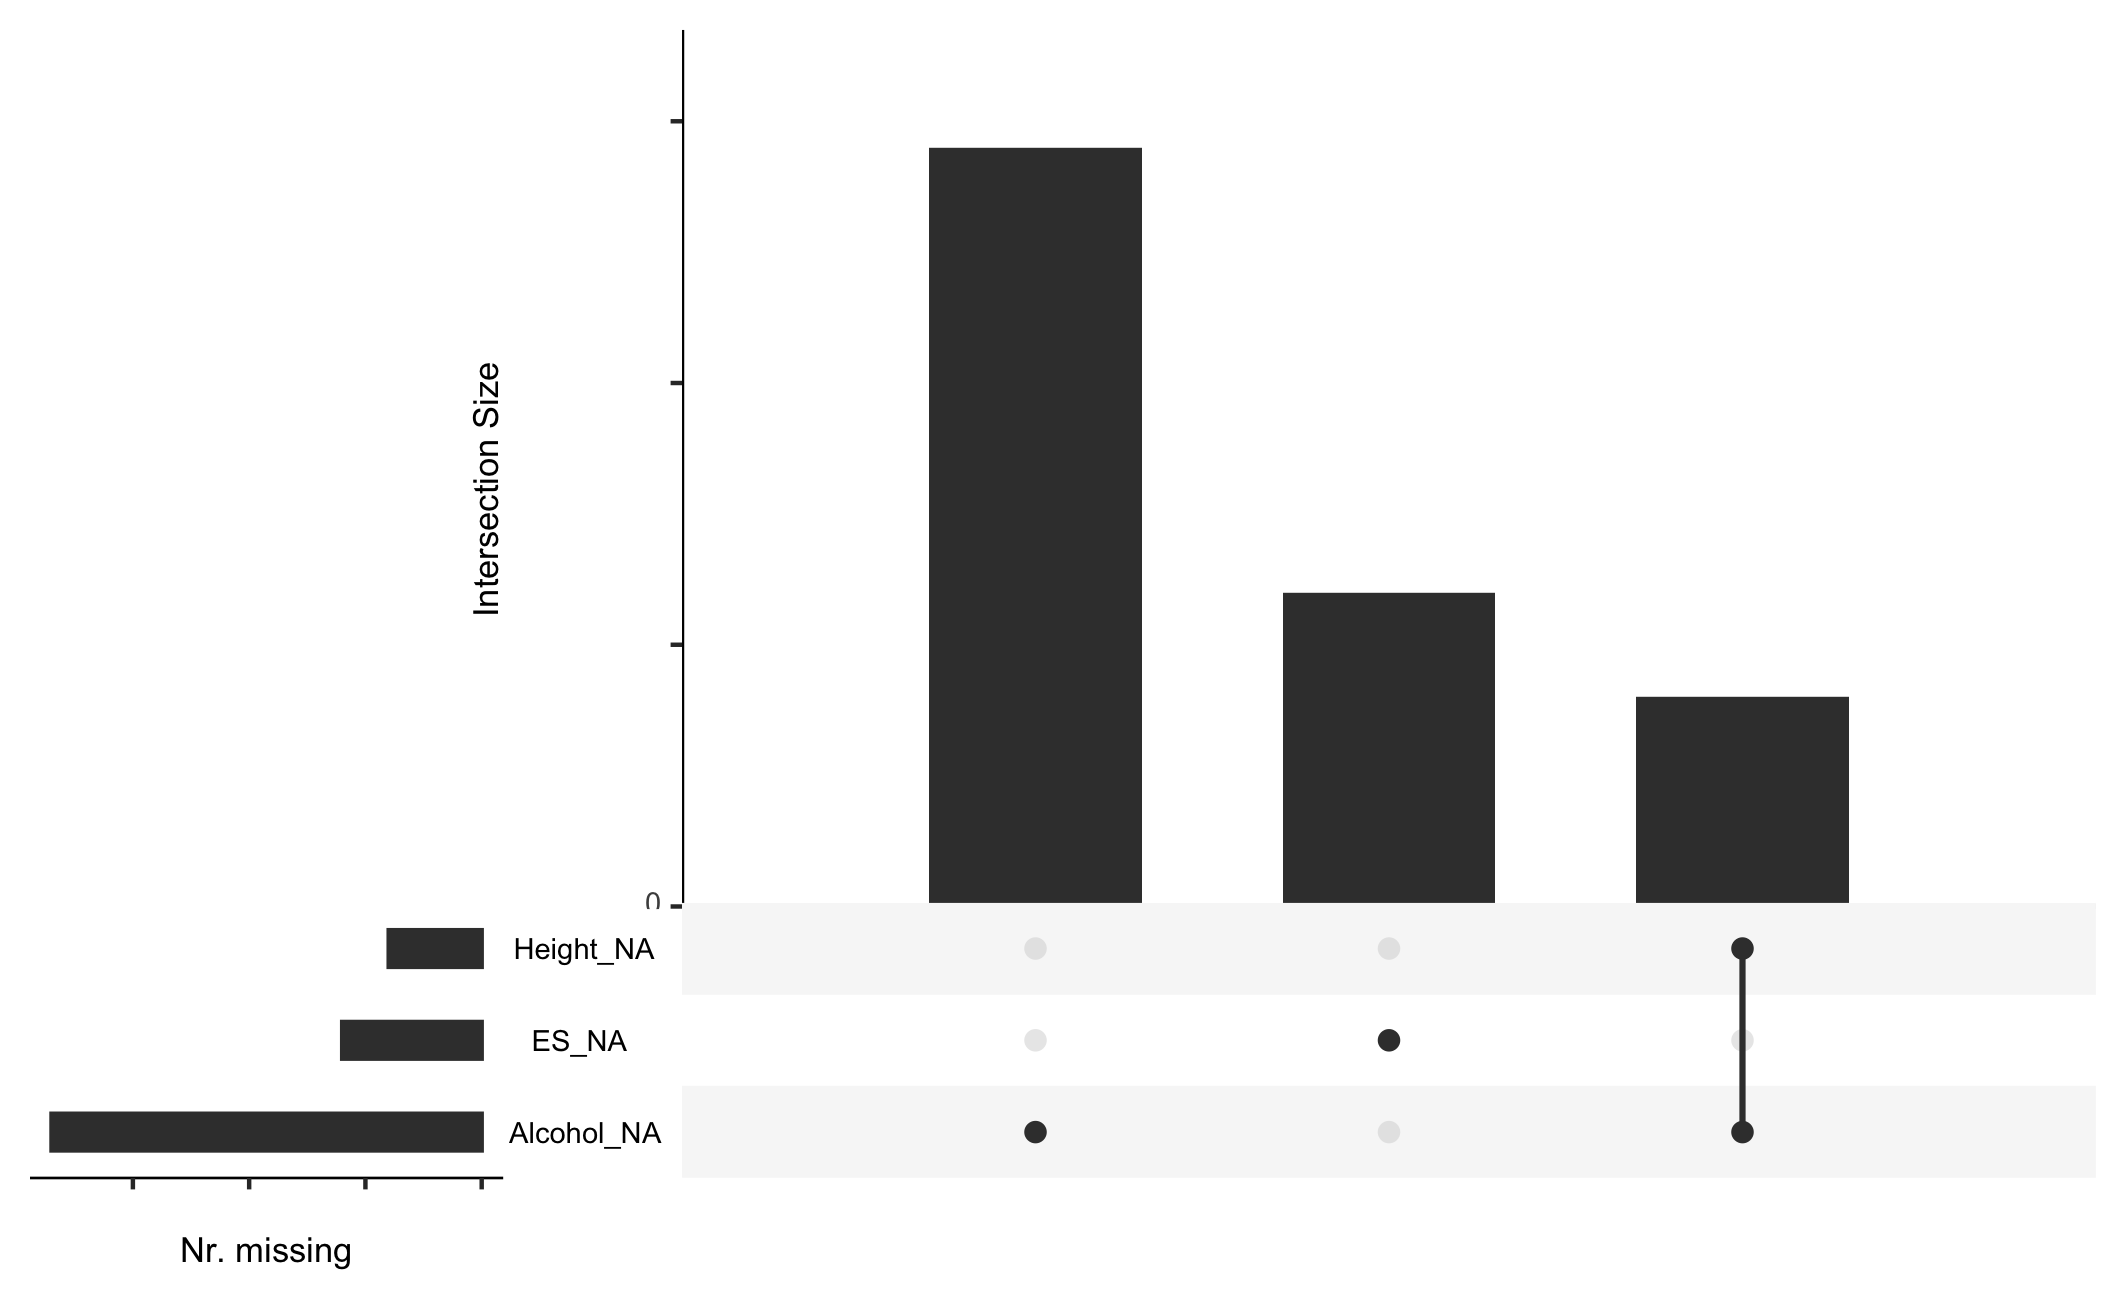 Intersection Size
0
Height_NA
ES_NA
Alcohol_NA
Nr. missing